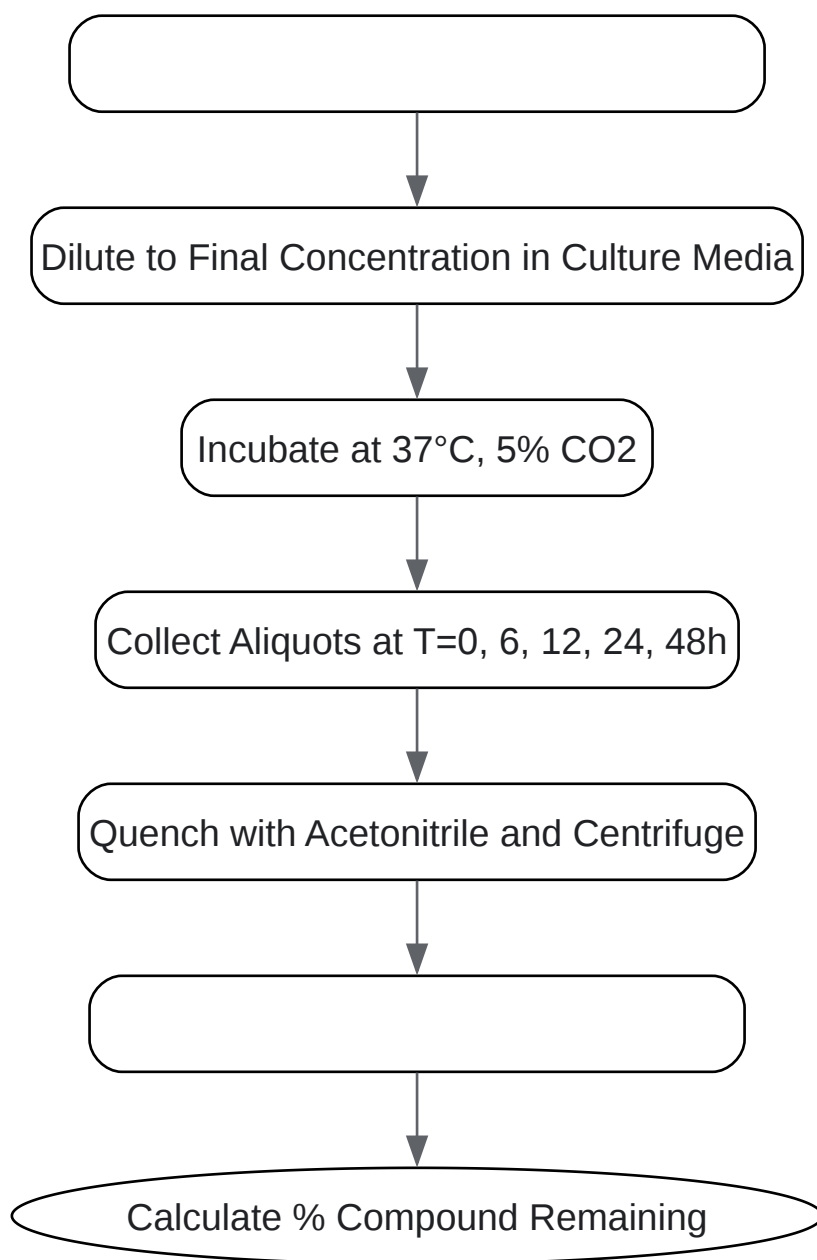 Dilute to Final Concentration in Culture Media
Incubate at 37°C, 5% CO2
Collect Aliquots at T=0, 6, 12, 24, 48h
Quench with Acetonitrile and Centrifuge
Calculate % Compound Remaining